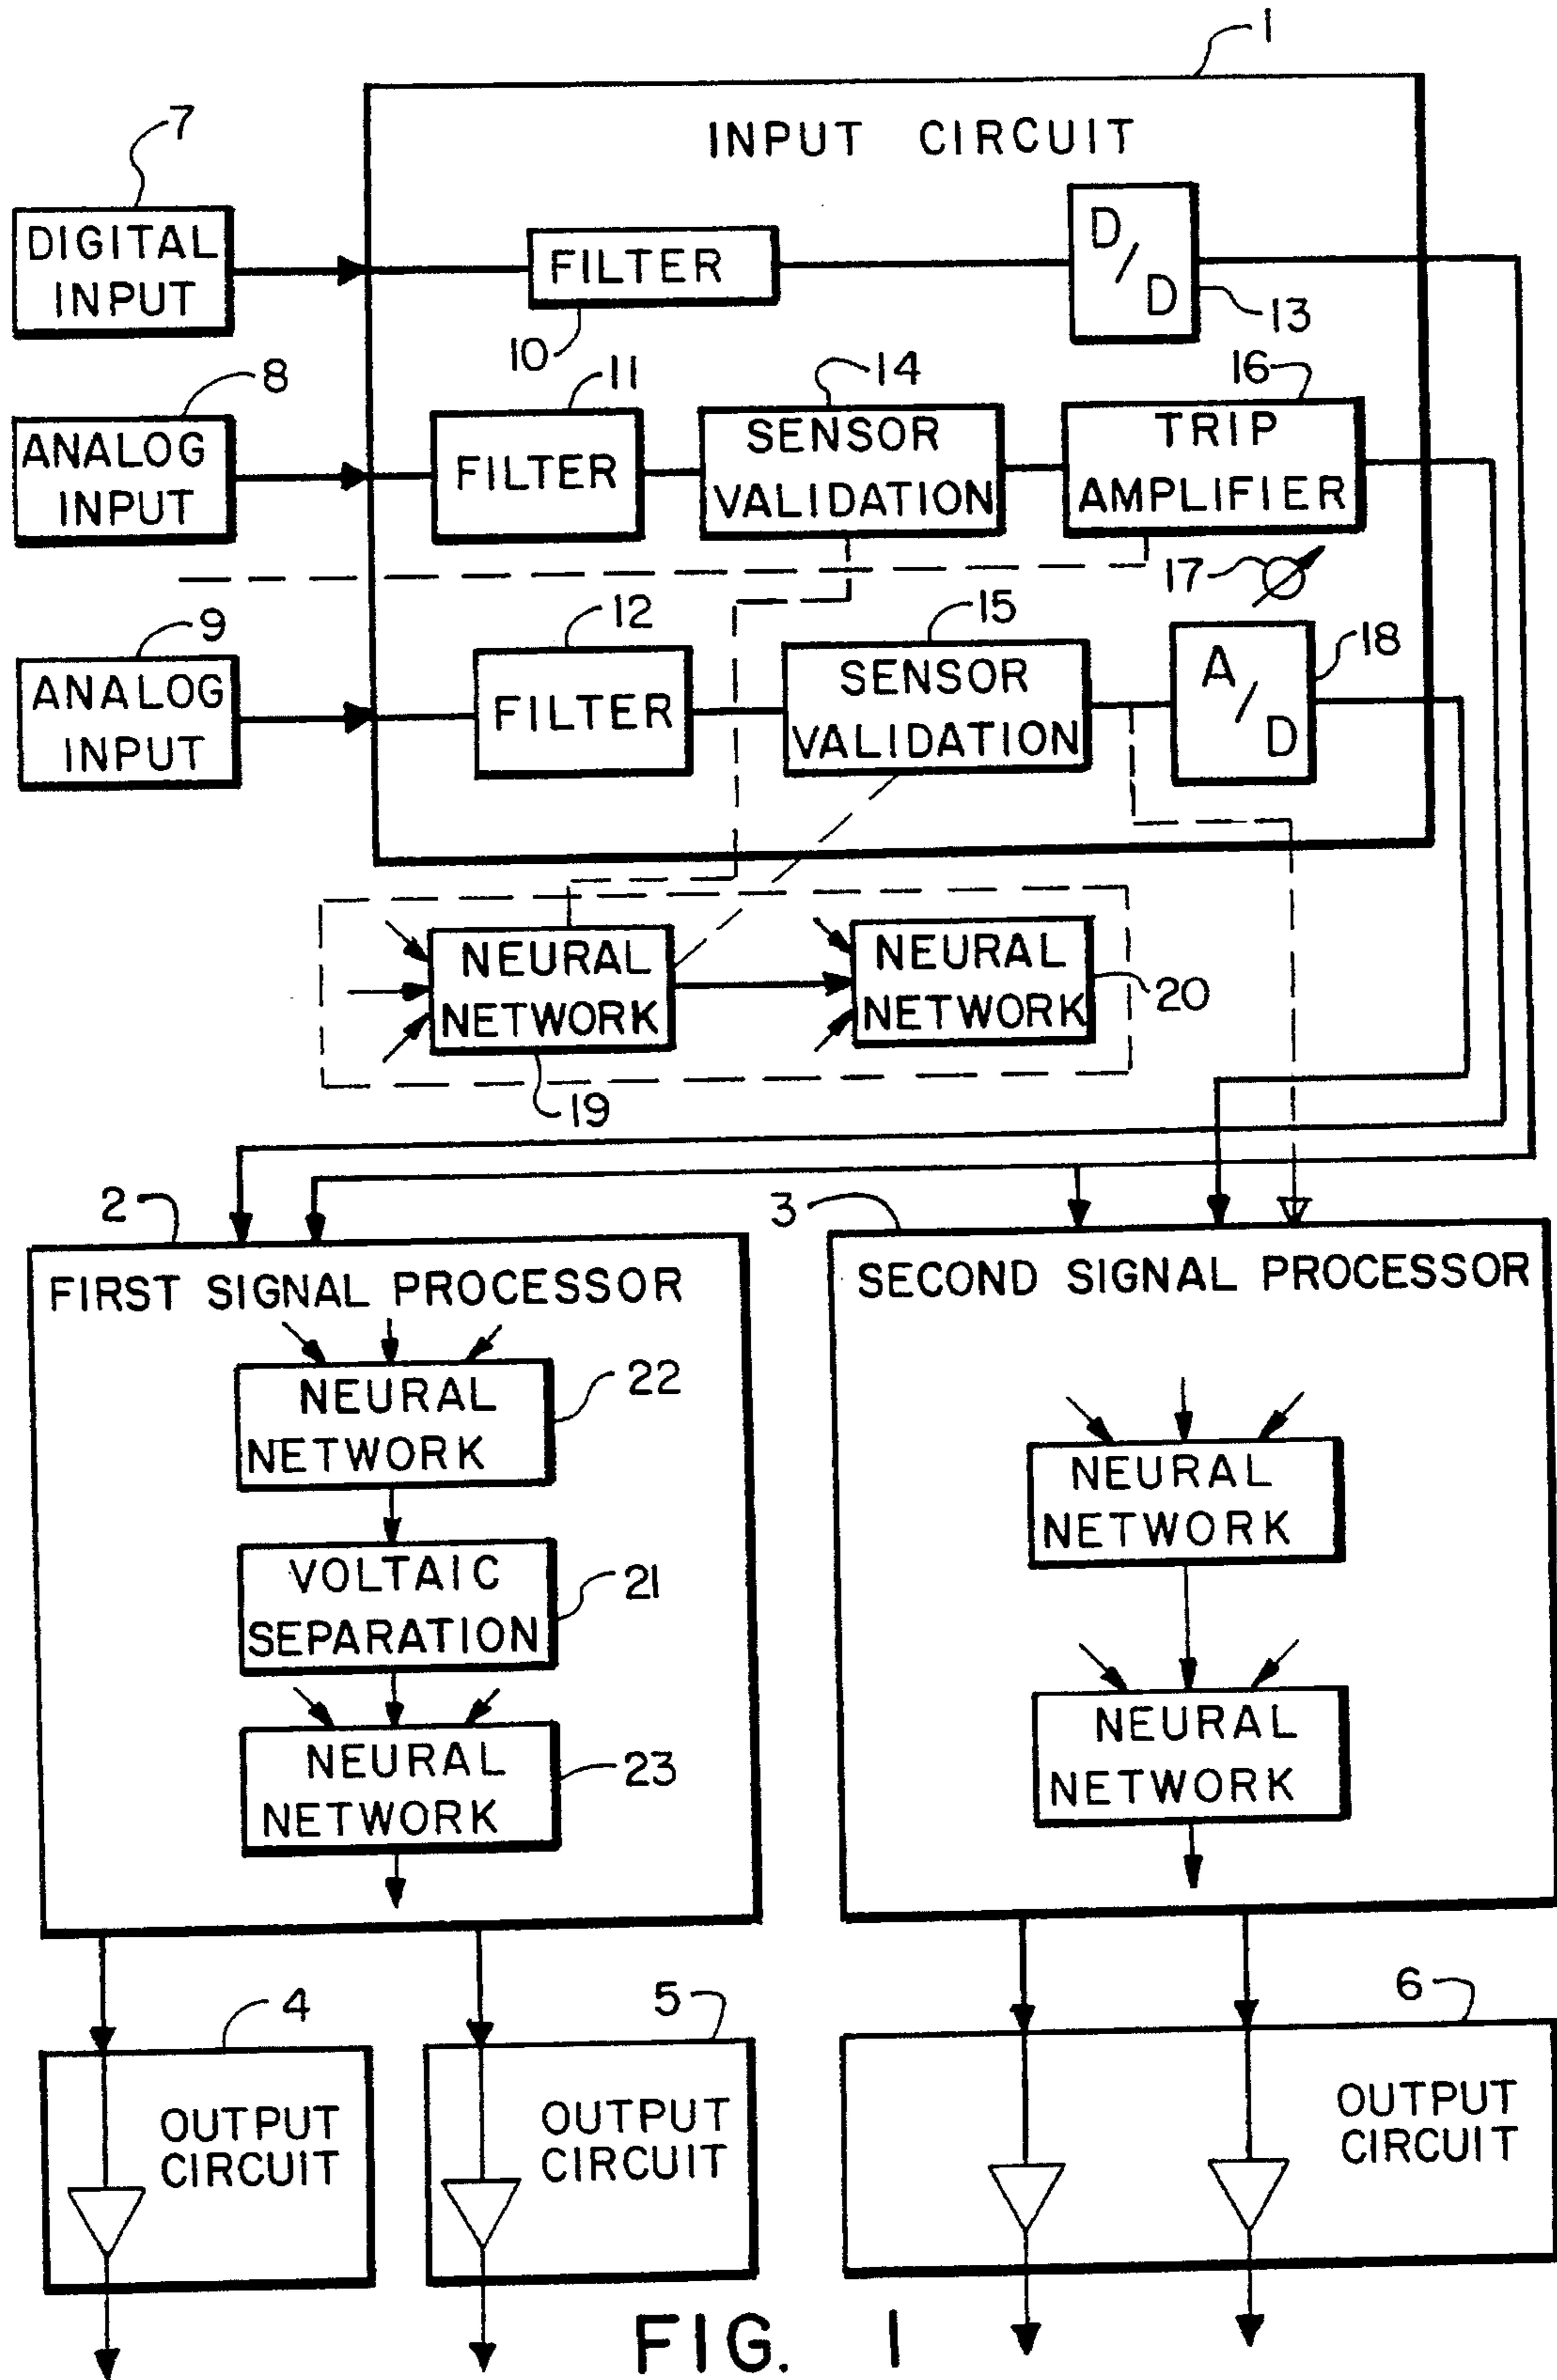 1
INPUT CIRCUIT
7
DIGITAL
INPUT
FILTER
10
D/D
13
8
ANALOG
INPUT
11
FILTER
14
SENSOR
VALIDATION
16
TRIP
AMPLIFIER
17
9
ANALOG
INPUT
12
FILTER
15
SENSOR
VALIDATION
A/D
18
NEURAL
NETWORK
19
NEURAL
NETWORK
20
2
FIRST SIGNAL PROCESSOR
NEURAL
NETWORK
22
VOLTAIC
SEPARATION
21
NEURAL
NETWORK
23
3
SECOND SIGNAL PROCESSOR
NEURAL
NETWORK
NEURAL
NETWORK
4
OUTPUT
CIRCUIT
5
OUTPUT
CIRCUIT
6
OUTPUT
CIRCUIT
FIG. 1